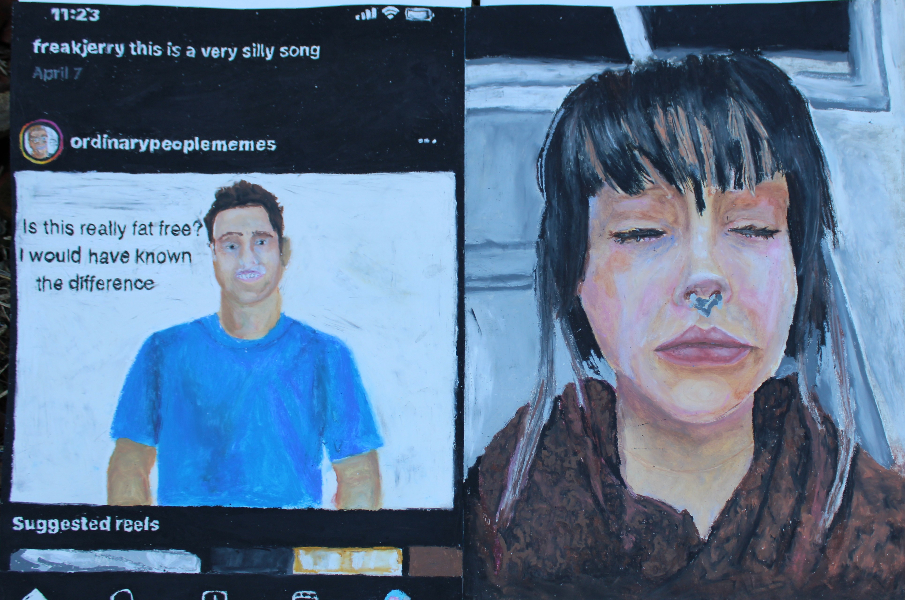 11:23
freakjerry this is a very silly song
April 7
ordinarypeoplememes
Is this really fat free?
I would have known
the difference
Suggested reels